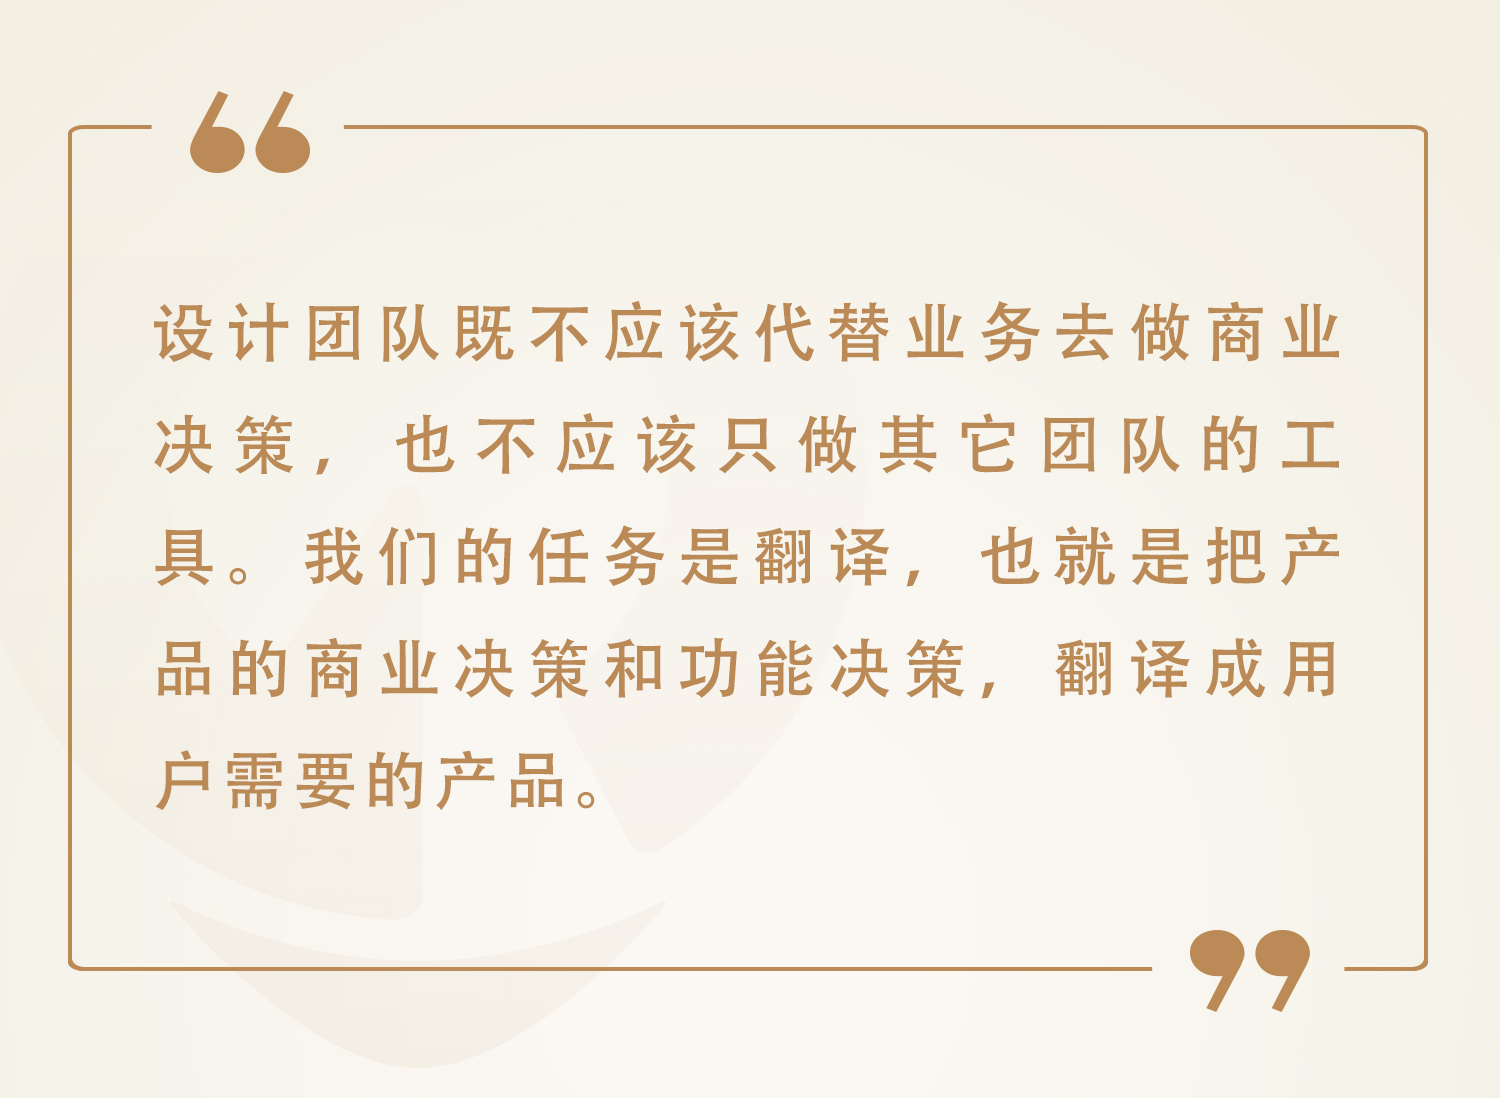 设计团队既不应该代替业务去做商业
决策，也不应该只做其它团队的工
具。我们的任务是翻译，也就是把产
品的商业决策和功能决策，翻译成用
户需要的产品。